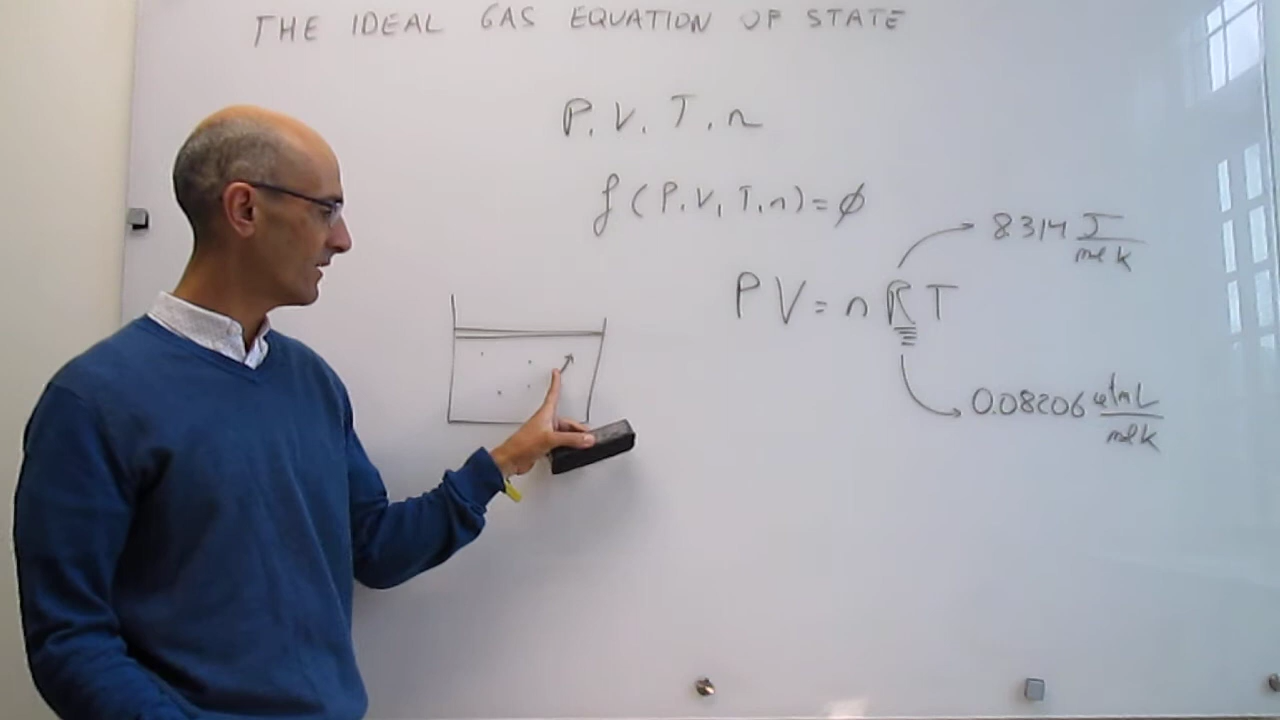 THE IDEAL GAS EQUATION OF STATE
P, V, T, n
f (P, V, T, n) = ϕ
8.314 J/mol K
PV = nRT
0.08206 atm L/mol K